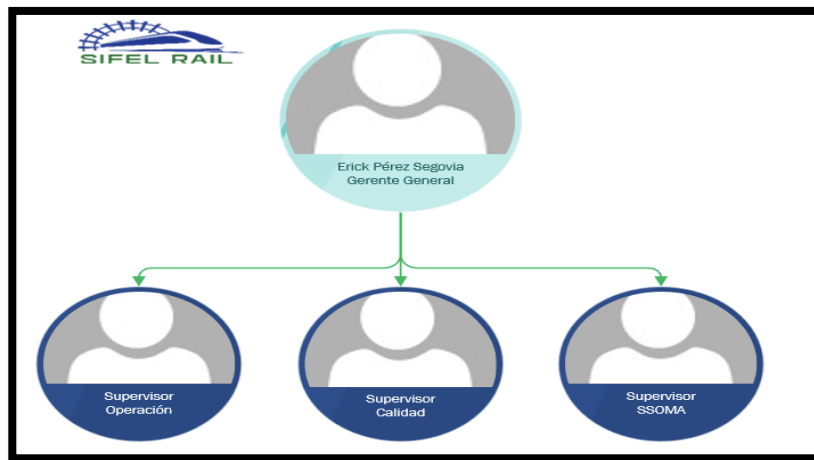 SIFEL RAIL
Erick Pérez Segovia
Gerente General
Supervisor
Operación
Supervisor
Calidad
Supervisor
SSOMA